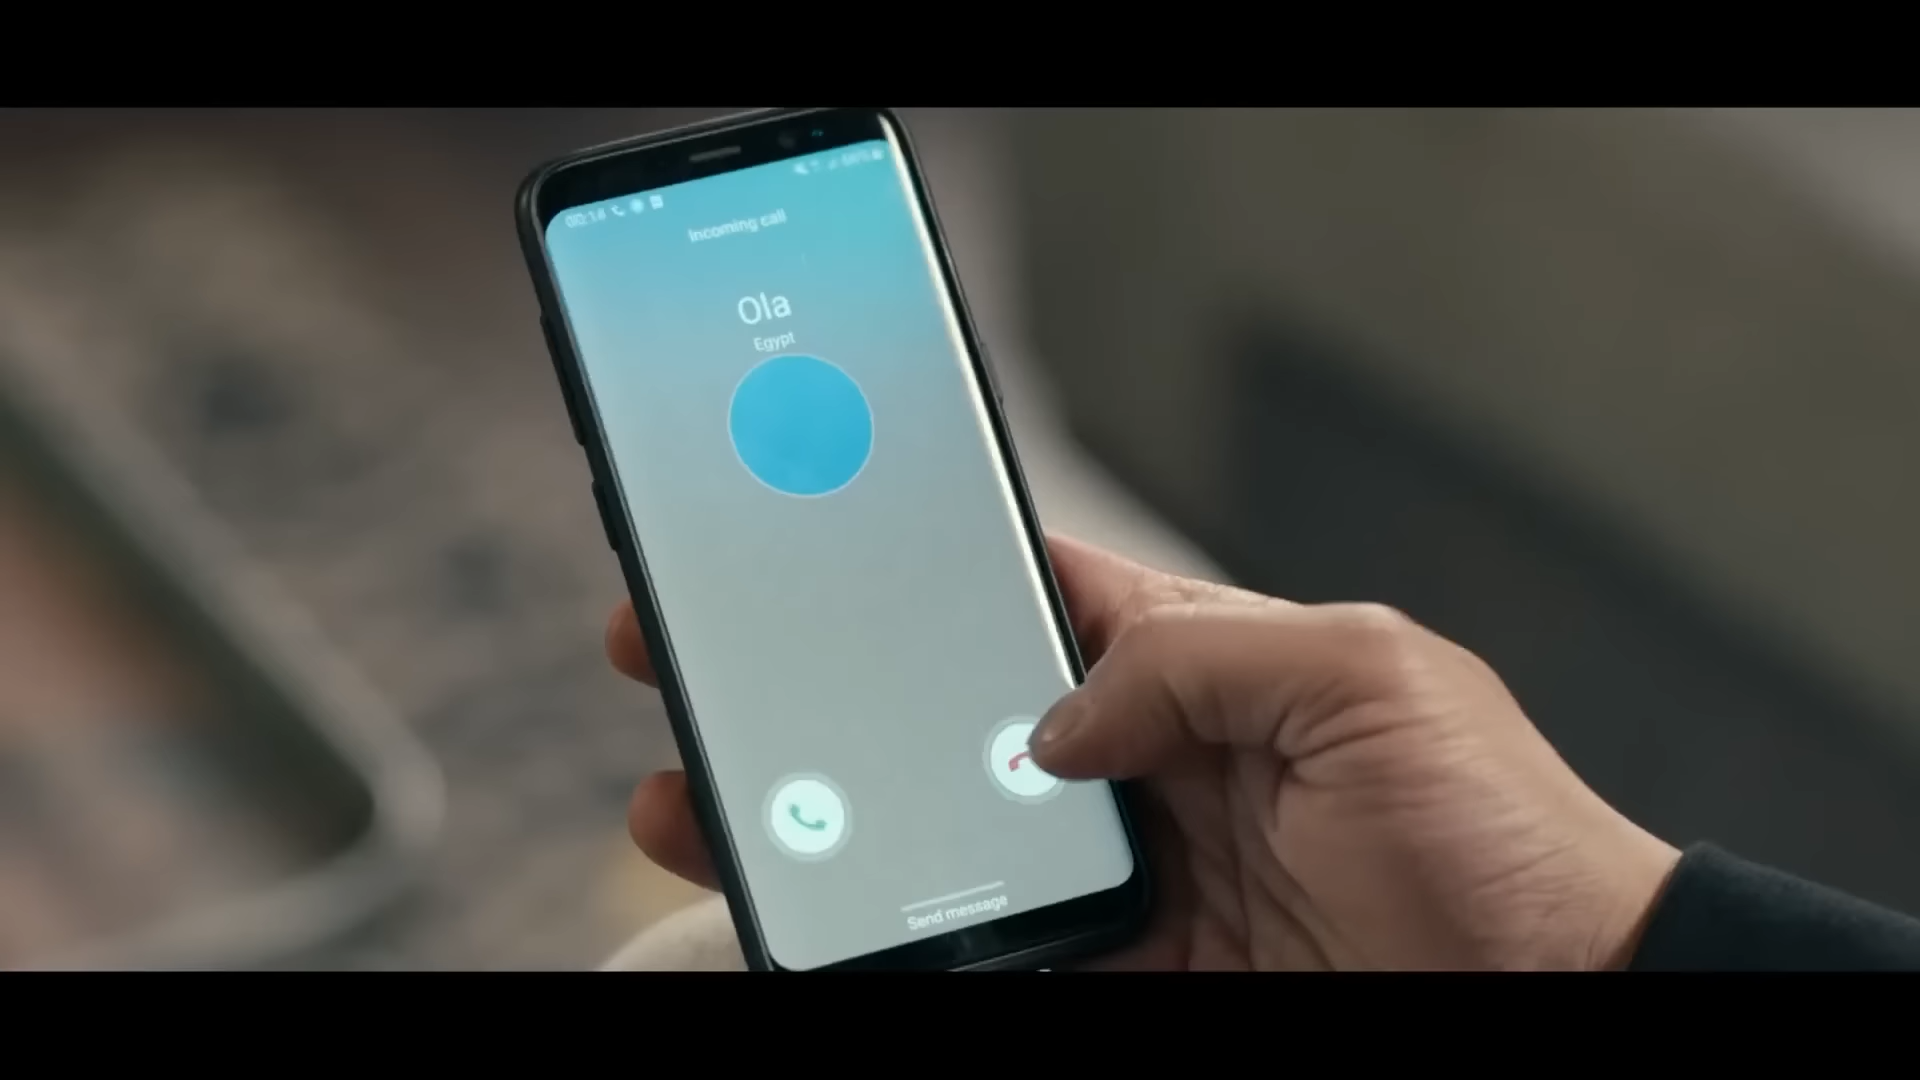 Incoming call
Ola
Egypt
Send message